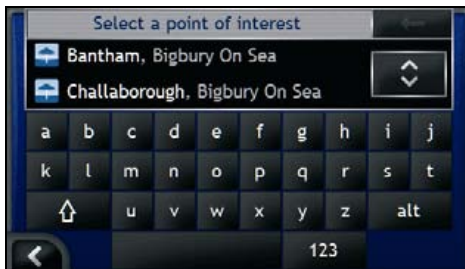 Select a point of interest
Bantham, Bigbury On Sea
Challaborough, Bigbury On Sea
a b c d e f g h i j
k l m n o p q r s t
u v w x y z alt
123